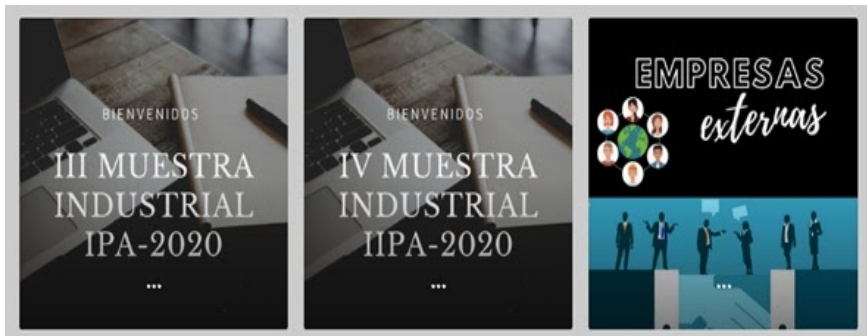 BIENVENIDOS
III MUESTRA
INDUSTRIAL
IPA-2020
...
BIENVENIDOS
IV MUESTRA
INDUSTRIAL
IIPA-2020
...
EMPRESAS
externas
...